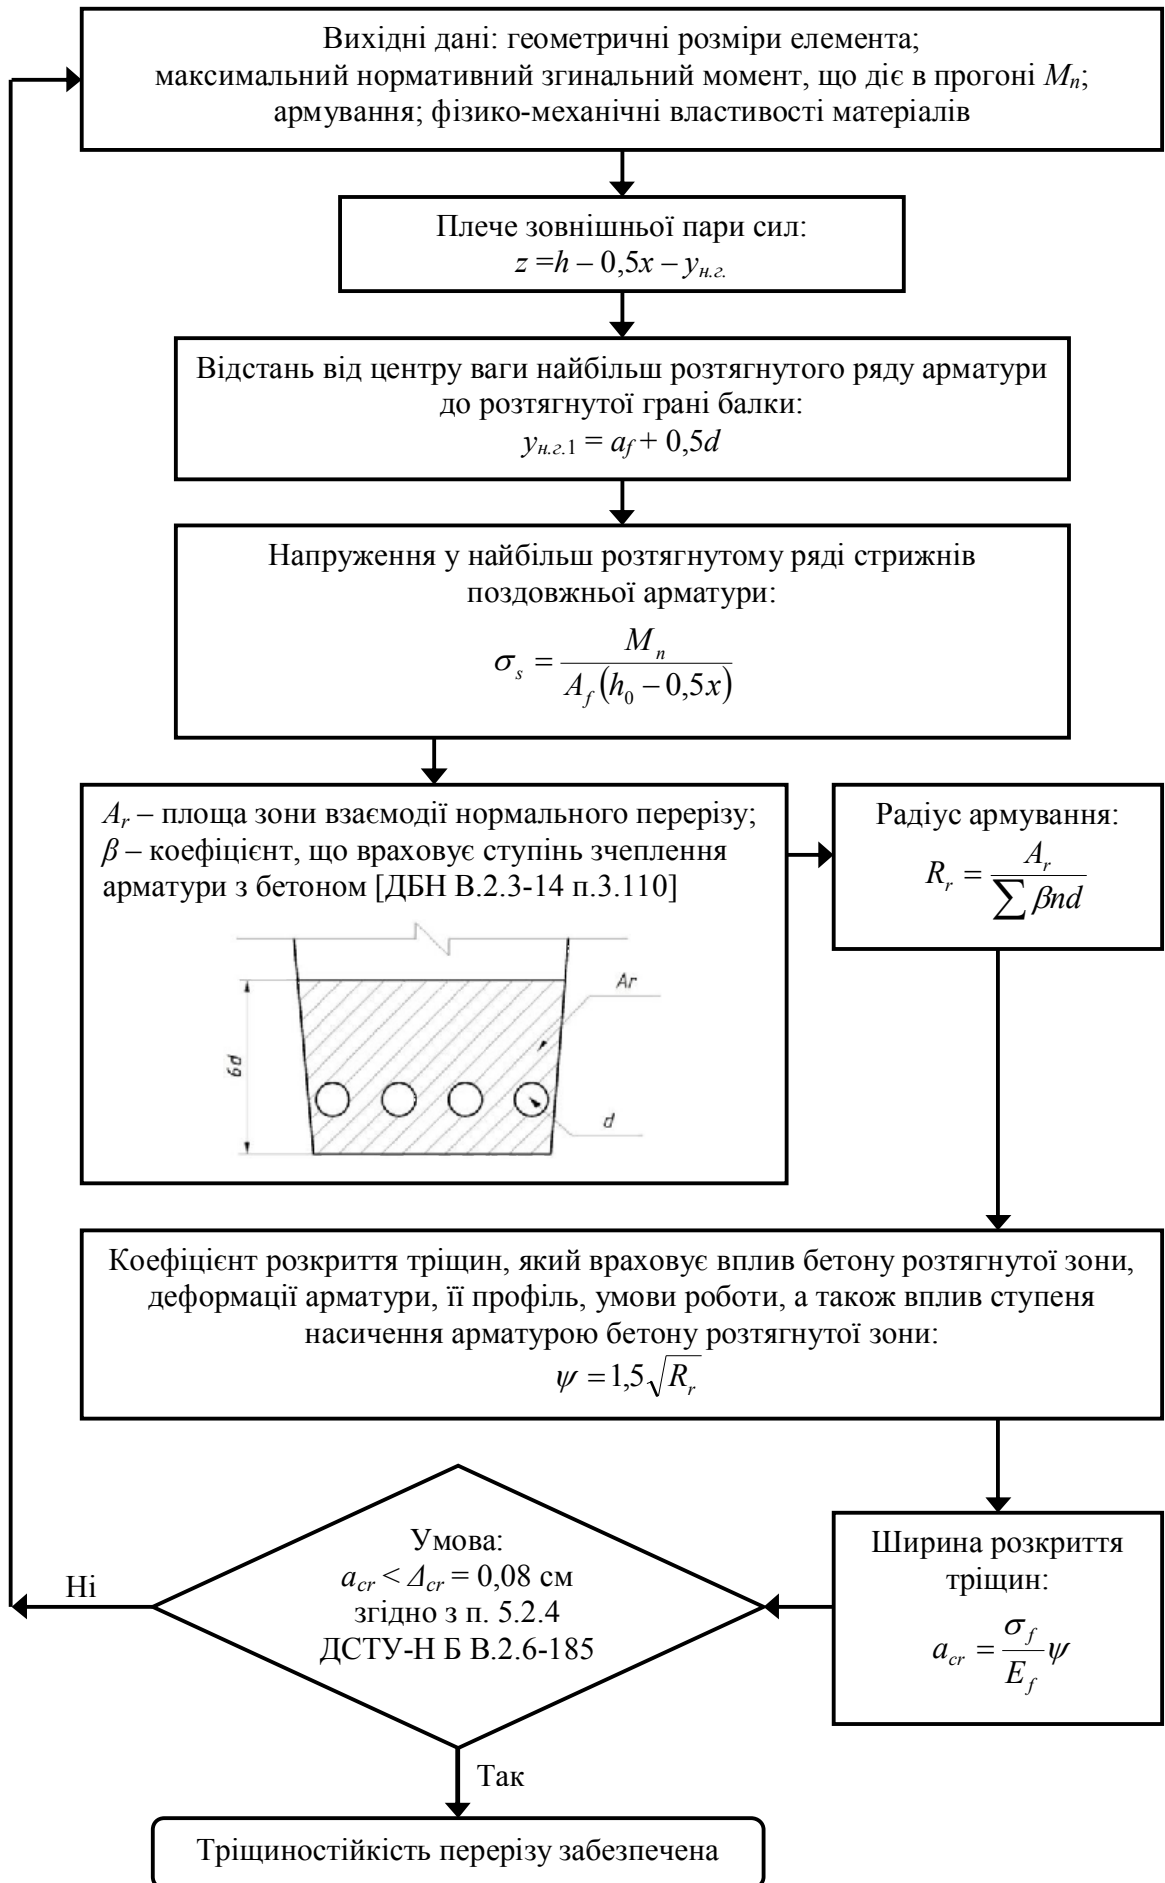 Вихідні дані: геометричні розміри елемента;
максимальний нормативний згинальний момент, що діє в прогоні Mₙ;
армування; фізико-механічні властивості матеріалів
Плече зовнішньої пари сил:
z =h – 0,5x – yн.г.
Відстань від центру ваги найбільш розтягнутого ряду арматури
до розтягнутої грані балки:
yн.г.1 = a_f + 0,5d
Напруження у найбільш розтягнутому ряді стрижнів
поздовжньої арматури:
σ_s = M_n / A_f (h_0 – 0,5x)
A_r – площа зони взаємодії нормального перерізу;
β – коефіцієнт, що враховує ступінь зчеплення
арматури з бетоном [ДБН В.2.3-14 п.3.110]
Ar
6d
d
Радіус армування:
R_r = A_r / ∑ βnd
Коефіцієнт розкриття тріщин, який враховує вплив бетону розтягнутої зони,
деформації арматури, її профіль, умови роботи, а також вплив ступеня
насичення арматурою бетону розтягнутої зони:
ψ = 1,5√R_r
Ширина розкриття
тріщин:
a_cr = σ_f / E_f ψ
Умова:
a_cr < Δ_cr = 0,08 см
згідно з п. 5.2.4
ДСТУ-Н Б В.2.6-185
Ні
Так
Тріщиностійкість перерізу забезпечена